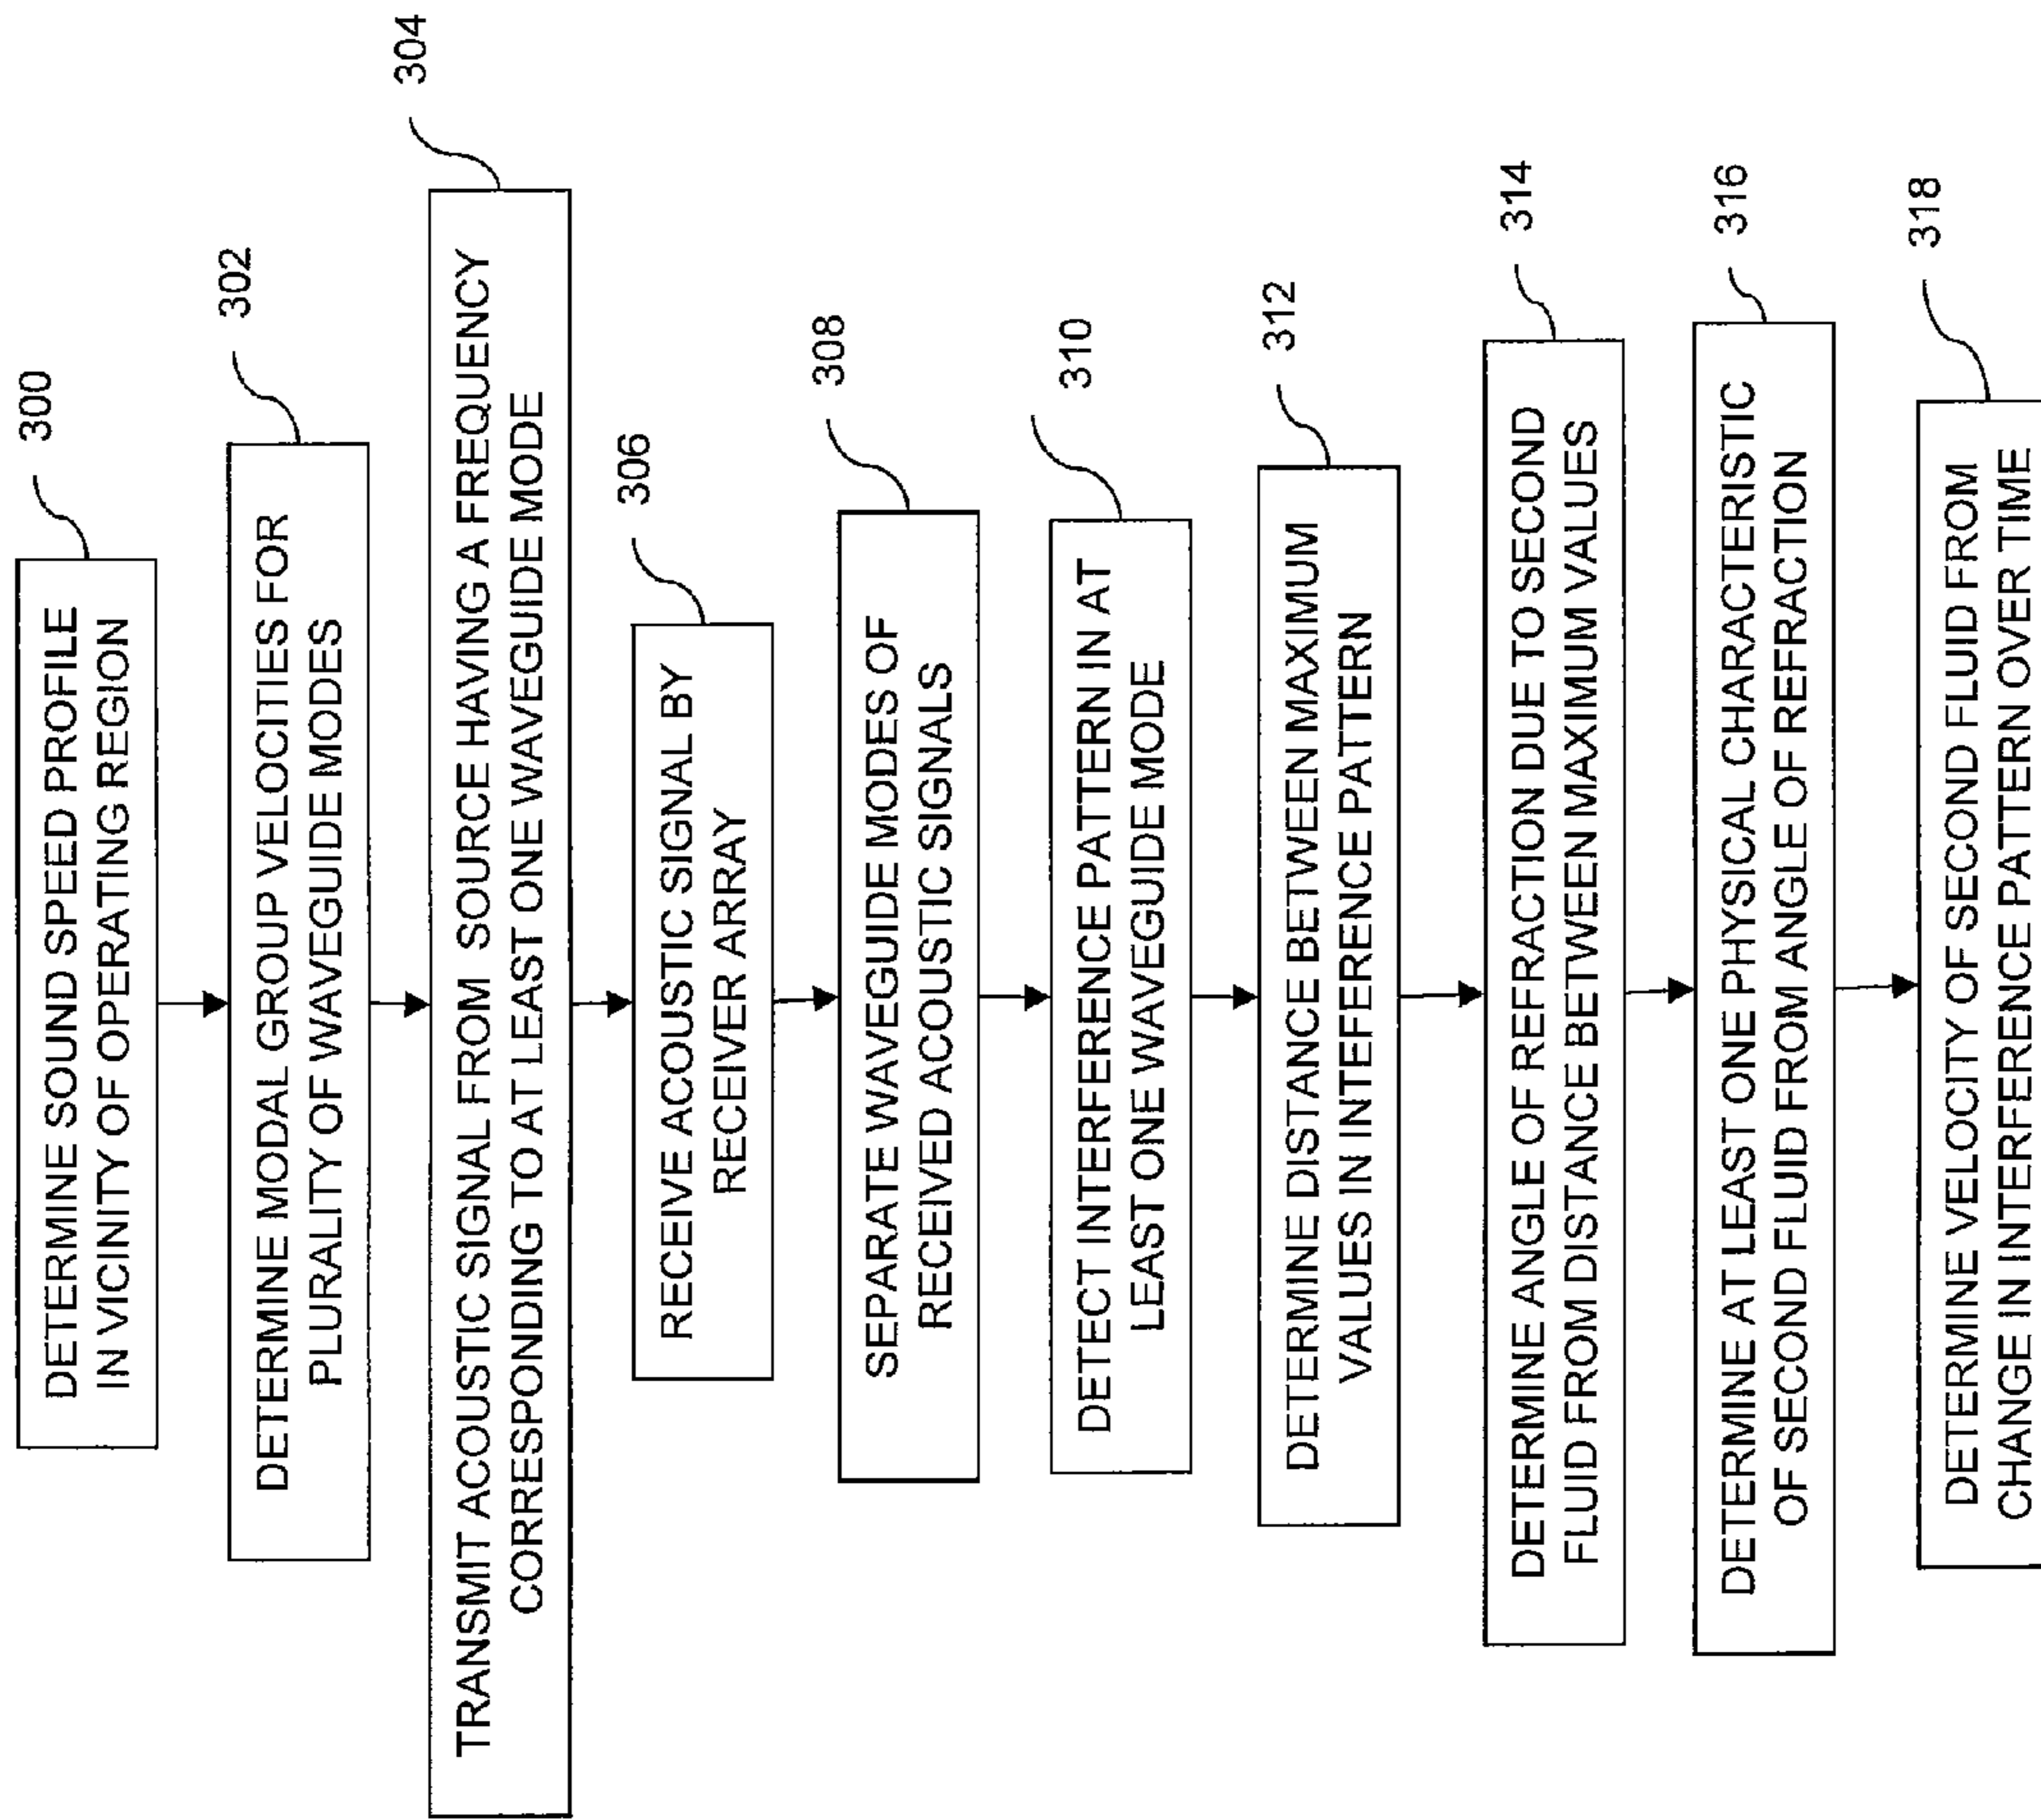 300
DETERMINE SOUND SPEED PROFILE
IN VICINITY OF OPERATING REGION
302
DETERMINE MODAL GROUP VELOCITIES FOR
PLURALITY OF WAVEGUIDE MODES
304
TRANSMIT ACOUSTIC SIGNAL FROM SOURCE HAVING A FREQUENCY
CORRESPONDING TO AT LEAST ONE WAVEGUIDE MODE
306
RECEIVE ACOUSTIC SIGNAL BY
RECEIVER ARRAY
308
SEPARATE WAVEGUIDE MODES OF
RECEIVED ACOUSTIC SIGNALS
310
DETECT INTERFERENCE PATTERN IN AT
LEAST ONE WAVEGUIDE MODE
312
DETERMINE DISTANCE BETWEEN MAXIMUM
VALUES IN INTEFERENCE PATTERN
314
DETERMINE ANGLE OF REFRACTION DUE TO SECOND
FLUID FROM DISTANCE BETWEEN MAXIMUM VALUES
316
DETERMINE AT LEAST ONE PHYSICAL CHARACTERISTIC
OF SECOND FLUID FROM ANGLE OF REFRACTION
318
DETERMINE VELOCITY OF SECOND FLUID FROM
CHANGE IN INTERFERENCE PATTERN OVER TIME